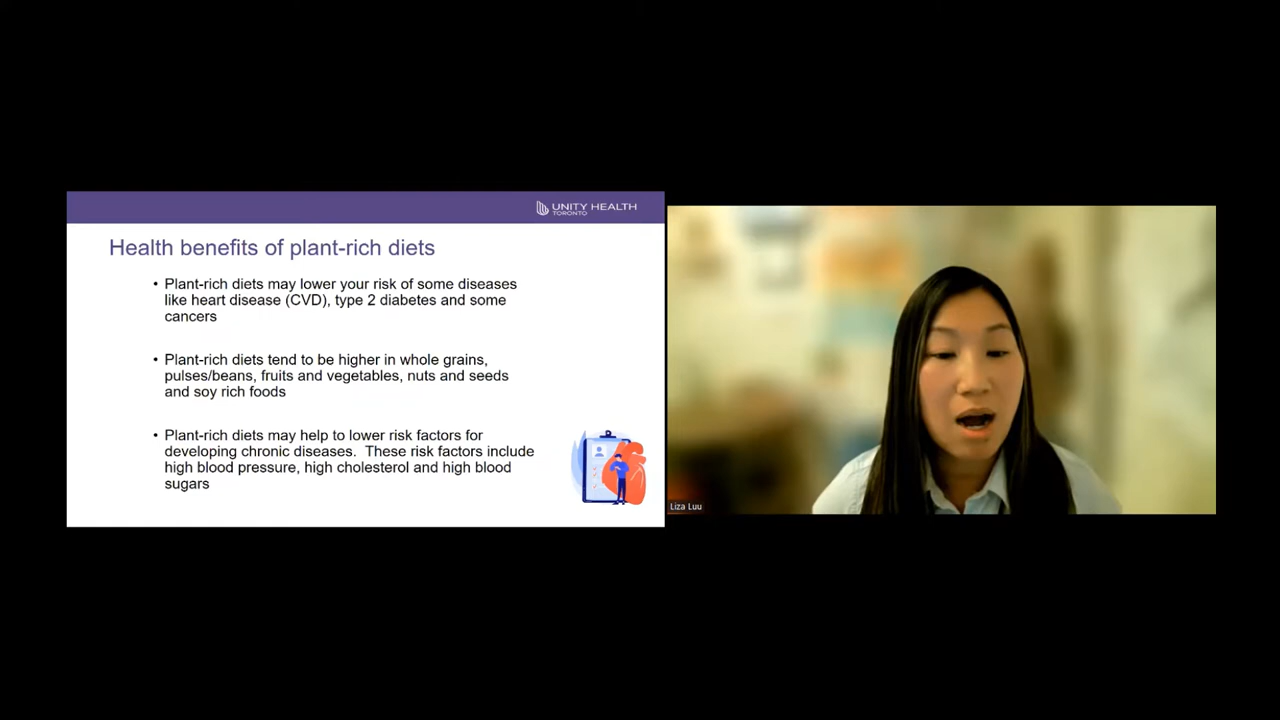 UNITY HEALTH
TORONTO
Health benefits of plant-rich diets
• Plant-rich diets may lower your risk of some diseases
like heart disease (CVD), type 2 diabetes and some
cancers
• Plant-rich diets tend to be higher in whole grains,
pulses/beans, fruits and vegetables, nuts and seeds
and soy rich foods
• Plant-rich diets may help to lower risk factors for
developing chronic diseases. These risk factors include
high blood pressure, high cholesterol and high blood
sugars
Liza Luu